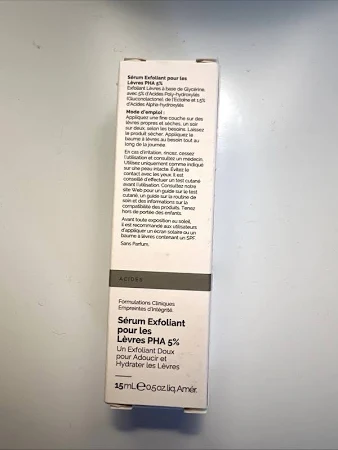 Sérum Exfoliant pour les
Lèvres PHA 5%
Exfoliant Lèvres à base de Glycérine,
avec 5% d'Acides Poly-hydroxylés
(Gluconolactone), de l'Ectoïne et 1,5%
d'Acides Alpha-hydroxylés.
Mode d'emploi :
Appliquez une fine couche sur des
lèvres propres et sèches, un soir
sur deux, selon les besoins. Laissez
le produit sécher. Appliquez le
baume à lèvres au besoin tout au
long de la journée.
En cas d'irritation, rincez, cessez
l'utilisation et consultez un médecin.
Utilisez uniquement comme indiqué
sur une peau intacte. Évitez le
contact avec les yeux. Il est
conseillé d'effectuer un test cutané
avant l'utilisation. Consultez notre
site Web pour un guide sur le test
cutané, un guide sur la routine de
soin et des informations sur la
compatibilité des produits. Tenez
hors de portée des enfants.
Avant toute exposition au soleil,
il est recommandé aux utilisateurs
d'appliquer un écran solaire ou un
baume à lèvres contenant un SPF.
Sans Parfum.
ACIDES
Formulations Cliniques
Empreintes d'Intégrité.
Sérum Exfoliant
pour les
Lèvres PHA 5%
Un Exfoliant Doux
pour Adoucir et
Hydrater les Lèvres
15mL ℮ 0.5oz.liq.Amér.